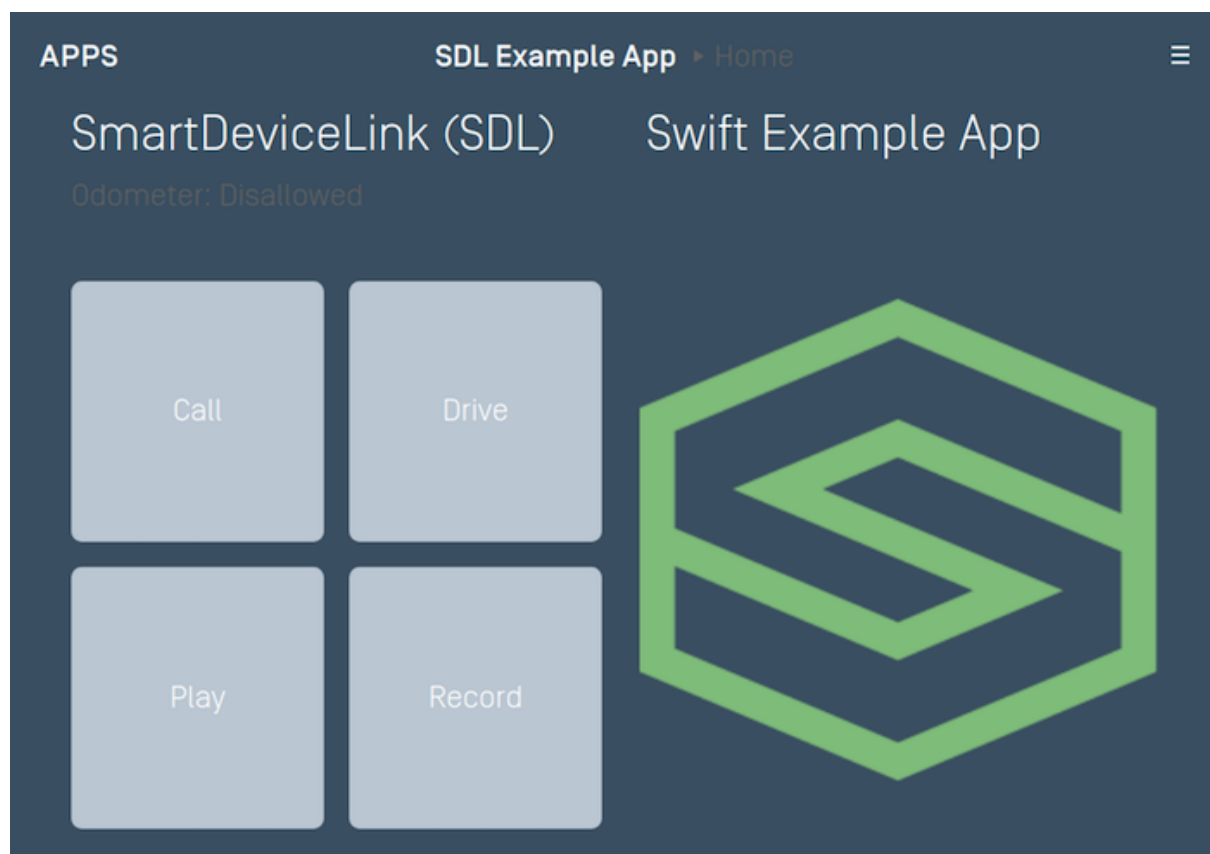 APPS SDL Example App ▸ Home ☰
SmartDeviceLink (SDL) Swift Example App
Odometer: Disallowed
Call Drive
Play Record